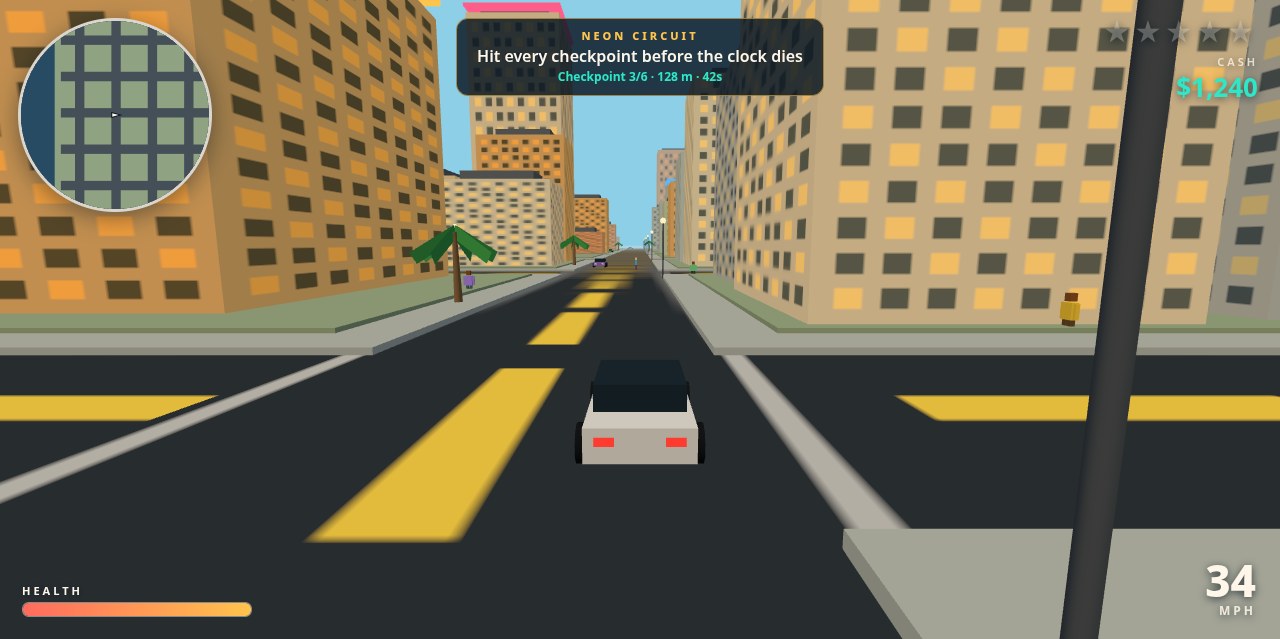 NEON CIRCUIT
Hit every checkpoint before the clock dies
Checkpoint 3/6 · 128 m · 42s
CASH
$1,240
HEALTH
34
MPH